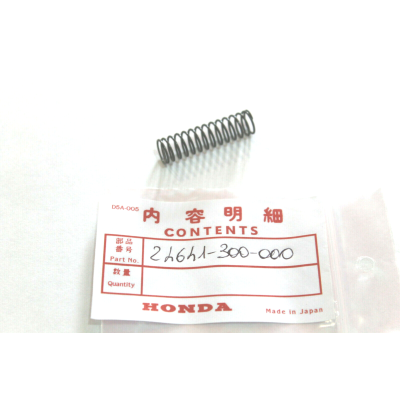 DSA-005
内容明細
CONTENTS
部品番号
Part No.
24641-300-000
数量
Quantity
HONDA
Made in Japan